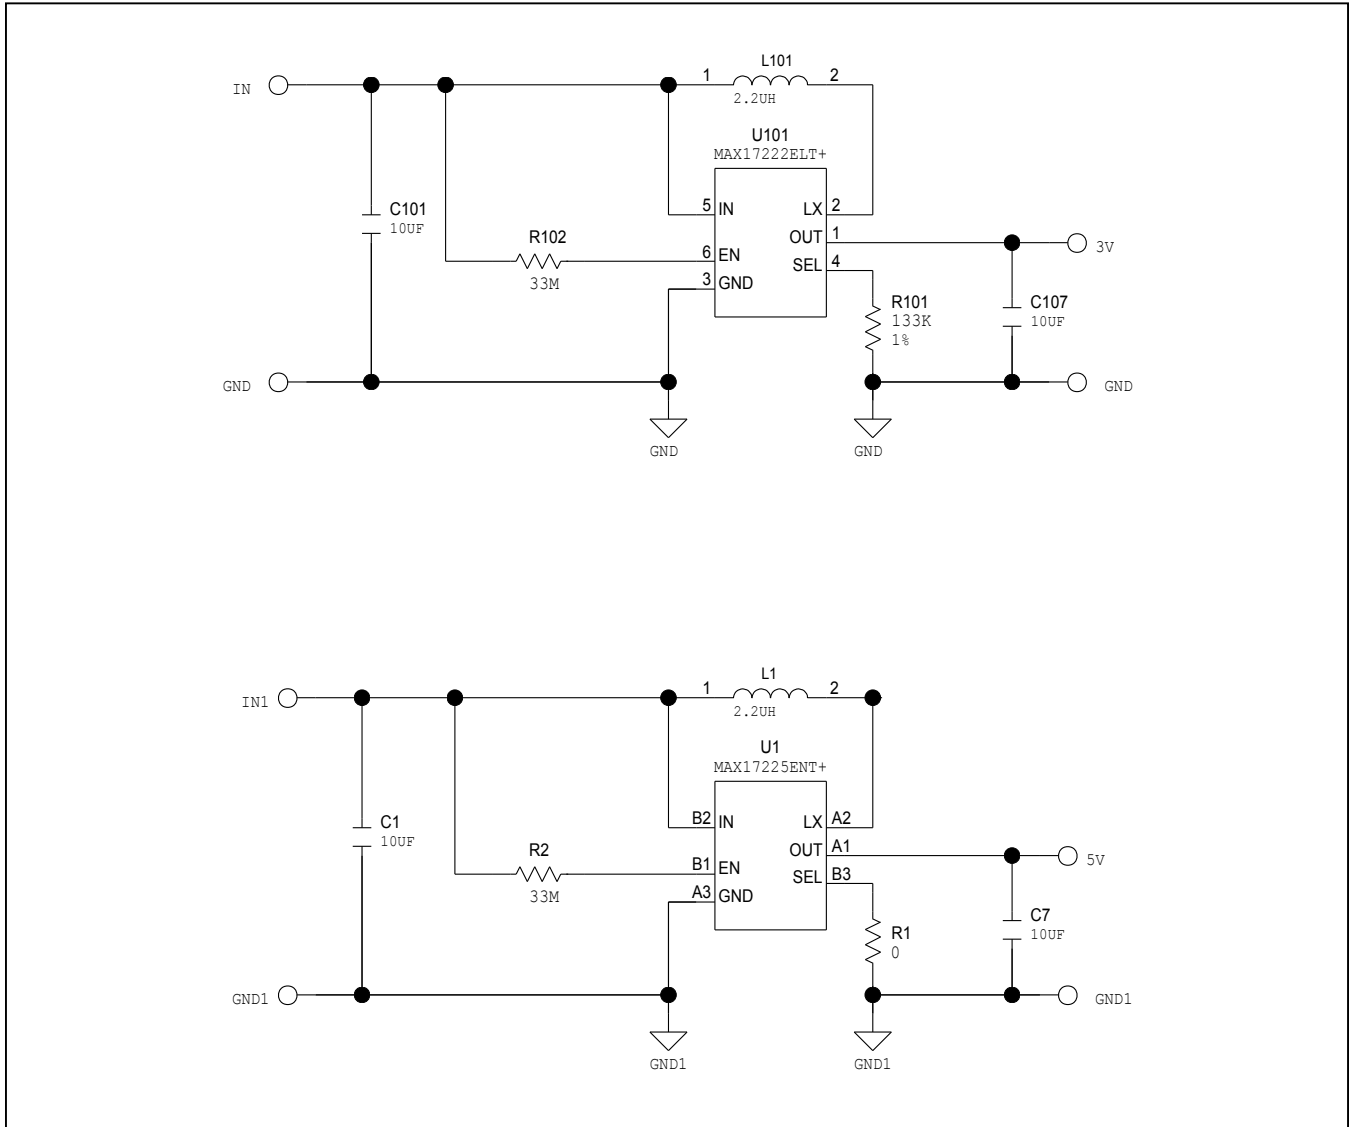 L101
1
2
IN
2.2UH
U101
MAX17222ELT+
C101
10UF
5
IN
LX
2
R102
33M
OUT
1
3V
6
EN
SEL
4
3
GND
R101
133K
1%
C107
10UF
GND
GND
GND
GND
L1
1
2
IN1
2.2UH
U1
MAX17225ENT+
C1
10UF
B2
IN
LX
A2
R2
33M
OUT
A1
5V
B1
EN
SEL
B3
A3
GND
R1
0
C7
10UF
GND1
GND1
GND1
GND1